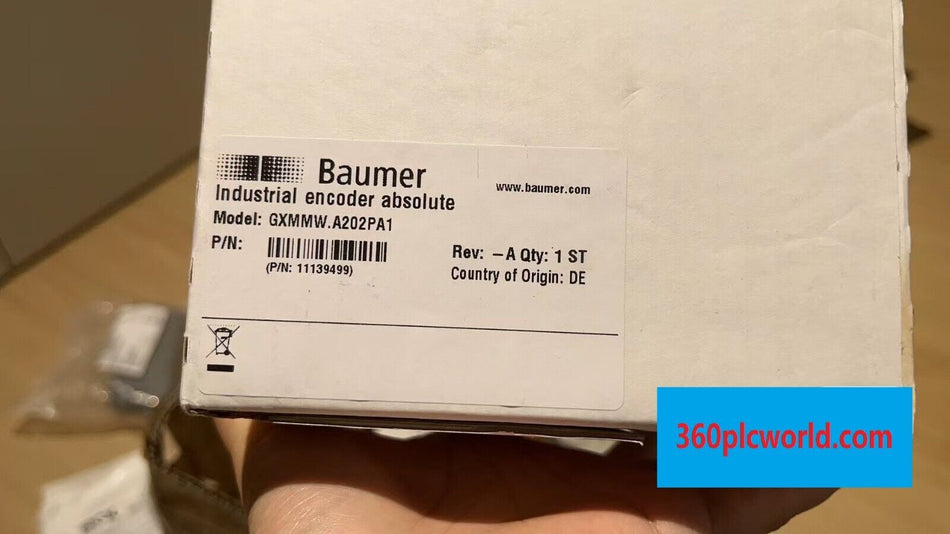 Baumer
www.baumer.com
Industrial encoder absolute
Model: GXMMW.A202PA1
P/N:
(P/N: 11139499)
Rev: –A Qty: 1 ST
Country of Origin: DE
360plcworld.com